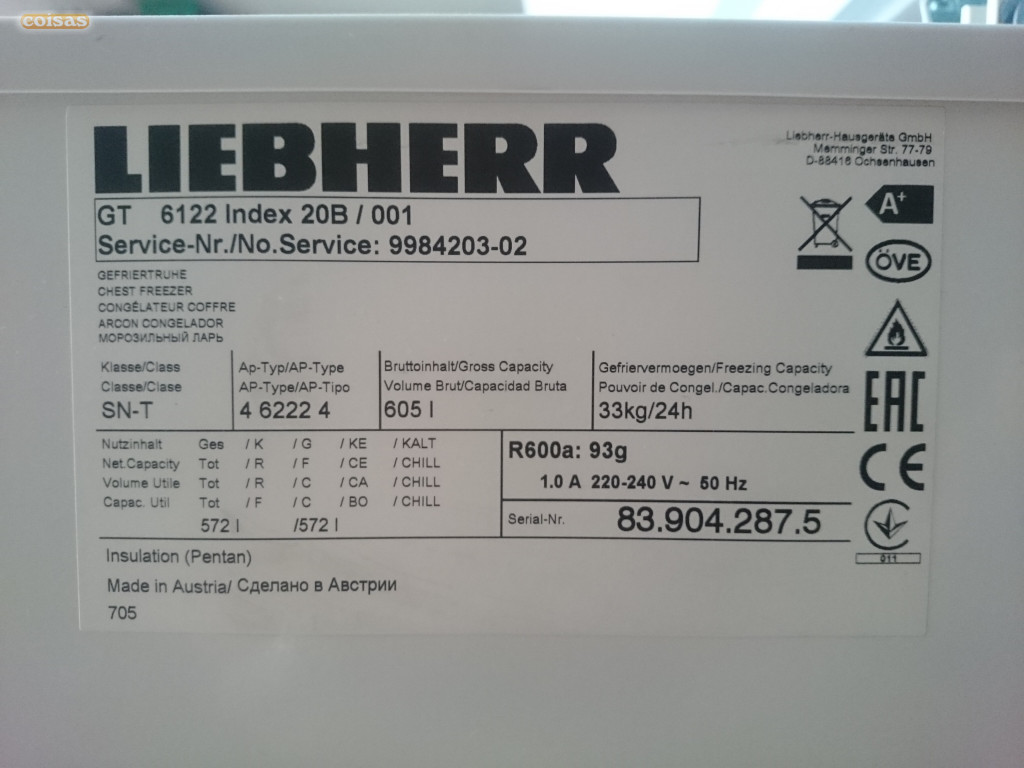 coisas
LIEBHERR
Liebherr-Hausgeräte GmbH
Memminger Str. 77-79
D-88416 Ochsenhausen
GT 6122 Index 20B / 001
Service-Nr./No.Service: 9984203-02
A+
ÖVE
GEFRIERTRUHE
CHEST FREEZER
CONGÉLATEUR COFFRE
ARCON CONGELADOR
МОРОЗИЛЬНЫЙ ЛАРЬ
Klasse/Class
Classe/Clase
SN-T
Ap-Typ/AP-Type
AP-Type/AP-Tipo
4 6222 4
Bruttoinhalt/Gross Capacity
Volume Brut/Capacidad Bruta
605 l
Gefriervermoegen/Freezing Capacity
Pouvoir de Congel./Capac.Congeladora
33kg/24h
EAC
Nutzinhalt Ges / K / G / KE / KALT
Net.Capacity Tot / R / F / CE / CHILL
Volume Utile Tot / R / C / CA / CHILL
Capac. Util Tot / F / C / BO / CHILL
572 l /572 l
R600a: 93g
1.0 A 220-240 V ~ 50 Hz
CE
Serial-Nr. 83.904.287.5
011
Insulation (Pentan)
Made in Austria/ Сделано в Австрии
705